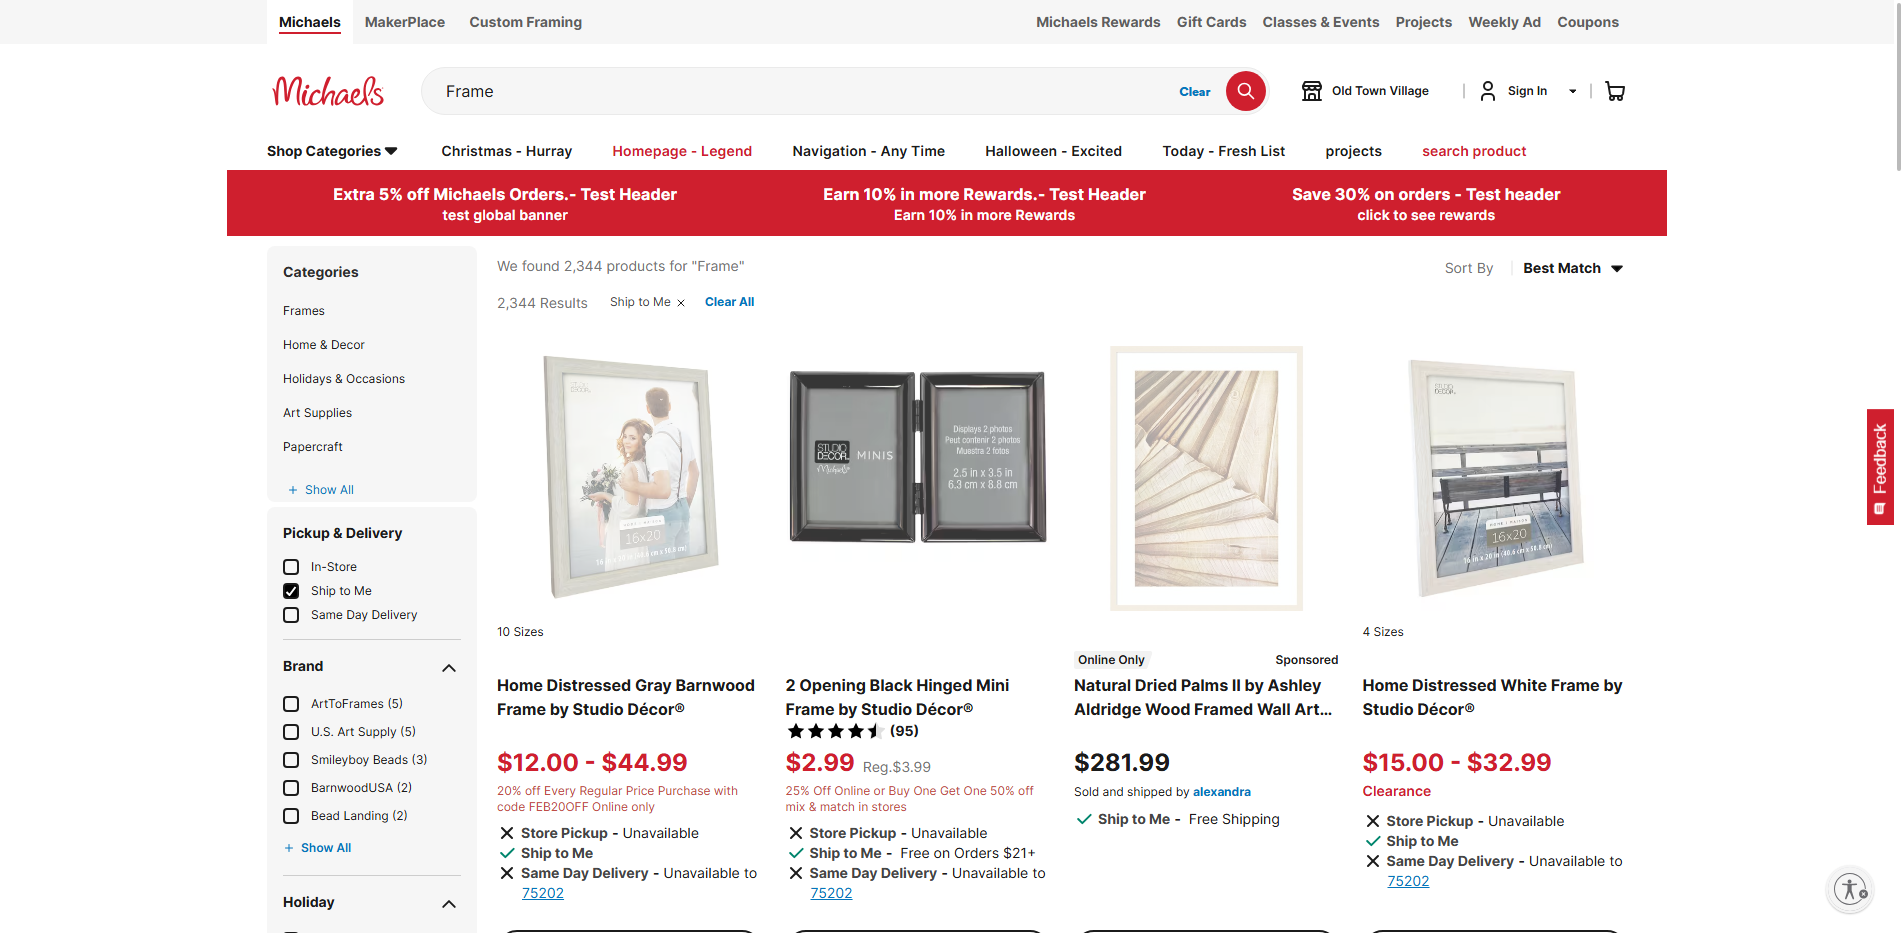 Michaels
MakerPlace
Custom Framing
Michaels Rewards
Gift Cards
Classes & Events
Projects
Weekly Ad
Coupons
Michaels
Frame
Clear
Old Town Village
Sign In
Shop Categories
Christmas - Hurray
Homepage - Legend
Navigation - Any Time
Halloween - Excited
Today - Fresh List
projects
search product
Extra 5% off Michaels Orders.- Test Header
test global banner
Earn 10% in more Rewards.- Test Header
Earn 10% in more Rewards
Save 30% on orders - Test header
click to see rewards
Categories
Frames
Home & Decor
Holidays & Occasions
Art Supplies
Papercraft
+ Show All
Pickup & Delivery
In-Store
Ship to Me
Same Day Delivery
Brand
ArtToFrames (5)
U.S. Art Supply (5)
Smileyboy Beads (3)
BarnwoodUSA (2)
Bead Landing (2)
+ Show All
Holiday
We found 2,344 products for "Frame"
Sort By
Best Match
2,344 Results
Ship to Me ×
Clear All
16x20
10 Sizes
Home Distressed Gray Barnwood
Frame by Studio Décor®
$12.00 - $44.99
20% off Every Regular Price Purchase with
code FEB20OFF Online only
Store Pickup - Unavailable
Ship to Me
Same Day Delivery - Unavailable to
75202
STUDIO
DECOR
Michaels
MINIS
Displays 2 photos
Peut contenir 2 photos
Muestra 2 fotos
2.5 in x 3.5 in
6.3 cm x 8.8 cm
2 Opening Black Hinged Mini
Frame by Studio Décor®
(95)
$2.99 Reg.$3.99
25% Off Online or Buy One Get One 50% off
mix & match in stores
Store Pickup - Unavailable
Ship to Me - Free on Orders $21+
Same Day Delivery - Unavailable to
75202
Online Only
Sponsored
Natural Dried Palms II by Ashley
Aldridge Wood Framed Wall Art...
$281.99
Sold and shipped by alexandra
Ship to Me - Free Shipping
STUDIO
DECOR
16x20
16 in x 20 in (40.6 cm x 50.8 cm)
4 Sizes
Home Distressed White Frame by
Studio Décor®
$15.00 - $32.99
Clearance
Store Pickup - Unavailable
Ship to Me
Same Day Delivery - Unavailable to
75202
Feedback